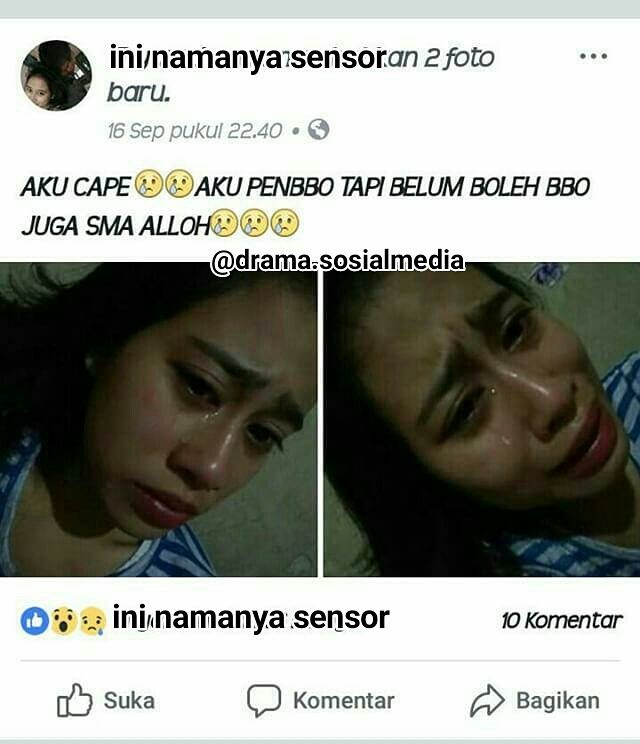 ini namanya sensor an 2 foto
baru.
16 Sep pukul 22.40
AKU CAPE😢😢AKU PENBBO TAPI BELUM BOLEH BBO
JUGA SMA ALLOH😢😢😢
@drama.sosialmedia
ini namanya sensor 10 Komentar
Suka Komentar Bagikan